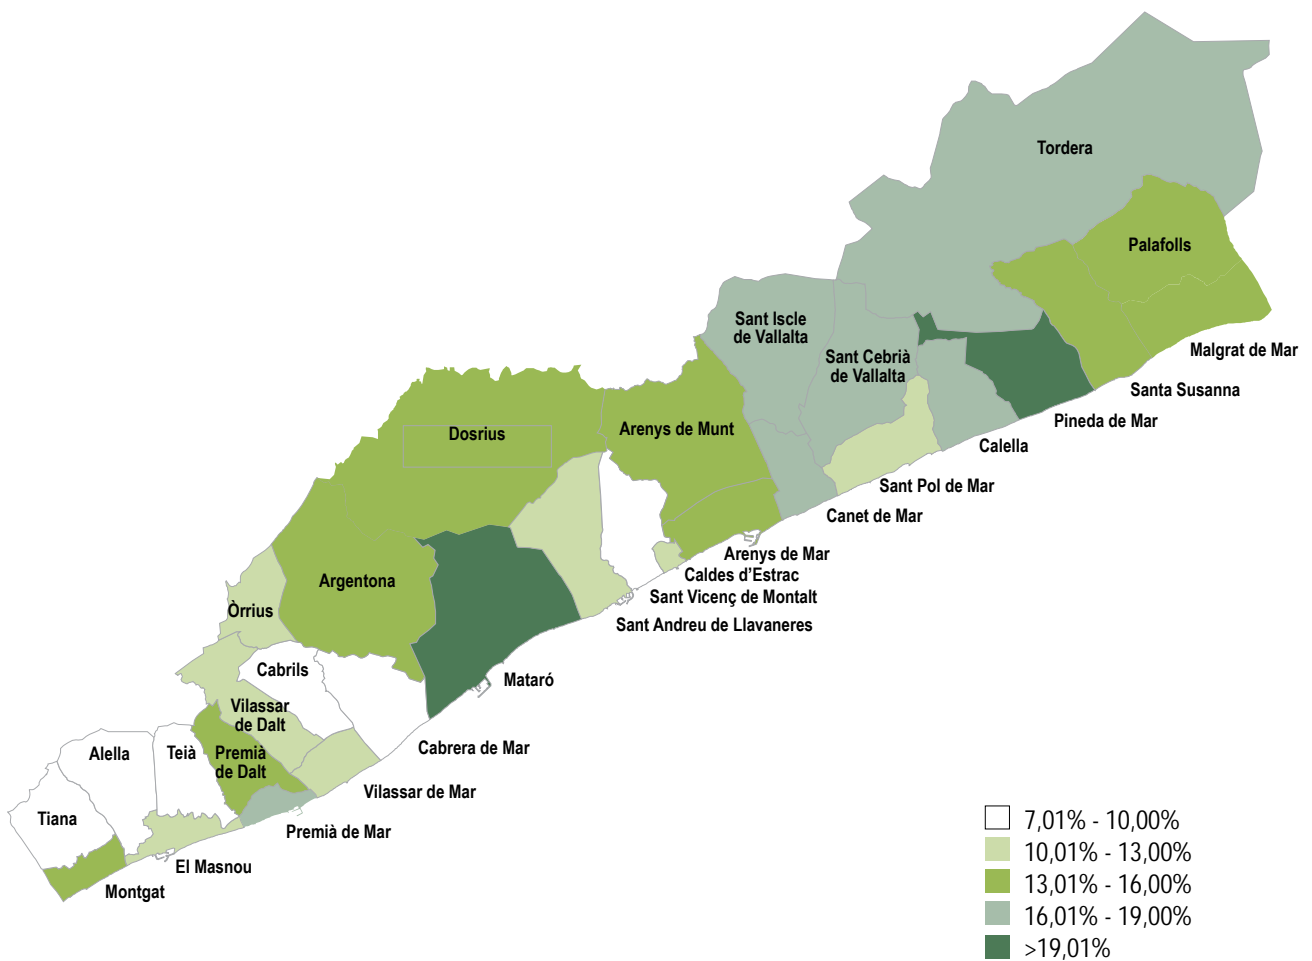 Tordera
Palafolls
Sant Iscle
de Vallalta
Sant Cebrià
de Vallalta
Malgrat de Mar
Santa Susanna
Pineda de Mar
Calella
Sant Pol de Mar
Canet de Mar
Dosrius
Arenys de Munt
Arenys de Mar
Caldes d’Estrac
Sant Vicenç de Montalt
Sant Andreu de Llavaneres
Argentona
Òrrius
Cabrils
Mataró
Vilassar
de Dalt
Cabrera de Mar
Alella
Teià
Premià
de Dalt
Vilassar de Mar
Tiana
Premià de Mar
El Masnou
Montgat
7,01% - 10,00%
10,01% - 13,00%
13,01% - 16,00%
16,01% - 19,00%
>19,01%